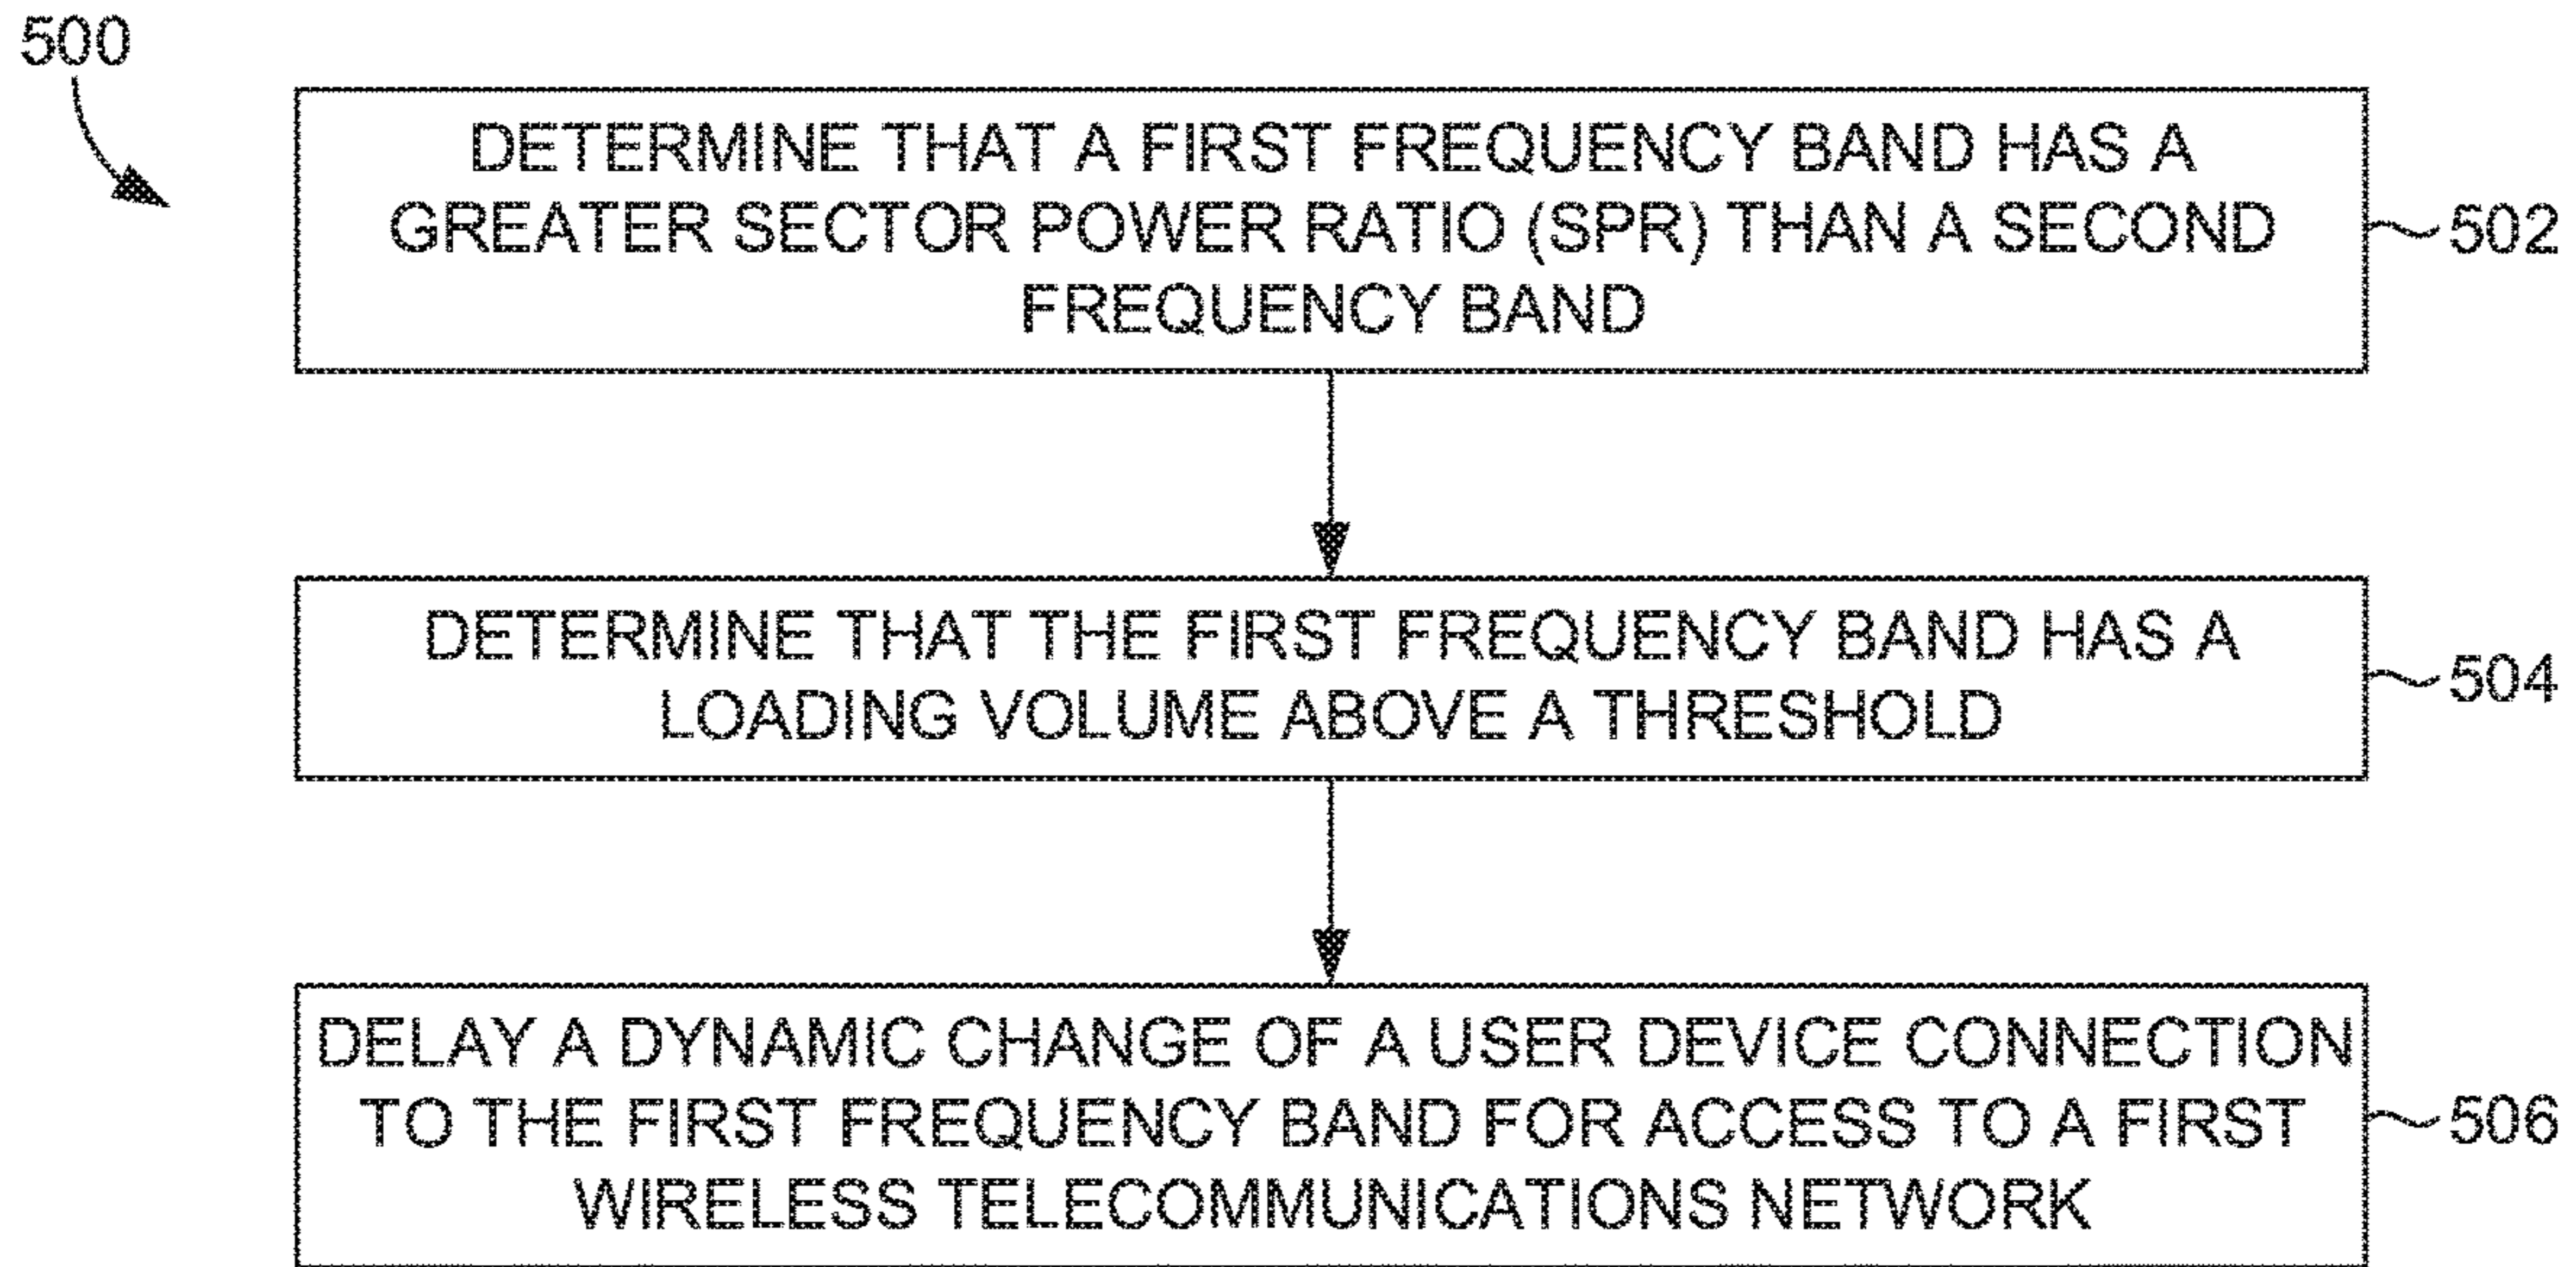 500
DETERMINE THAT A FIRST FREQUENCY BAND HAS A
GREATER SECTOR POWER RATIO (SPR) THAN A SECOND
FREQUENCY BAND
502
DETERMINE THAT THE FIRST FREQUENCY BAND HAS A
LOADING VOLUME ABOVE A THRESHOLD
504
DELAY A DYNAMIC CHANGE OF A USER DEVICE CONNECTION
TO THE FIRST FREQUENCY BAND FOR ACCESS TO A FIRST
WIRELESS TELECOMMUNICATIONS NETWORK
506